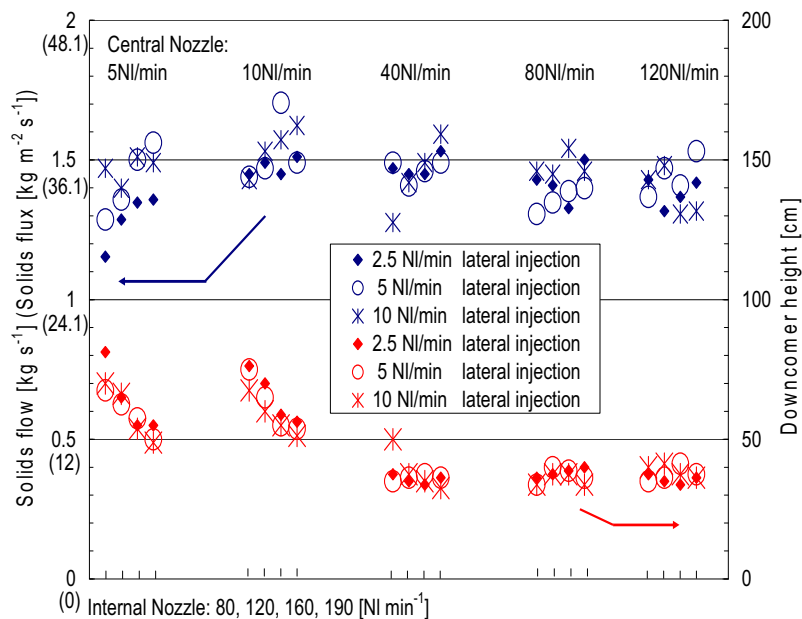 2
(48.1)
Central Nozzle:
5Nl/min 10Nl/min 40Nl/min 80Nl/min 120Nl/min
1.5
(36.1)
1
(24.1)
0.5
(12)
0
(0)
Solids flow [kg s⁻¹] (Solids flux [kg m⁻² s⁻¹])
2.5 Nl/min lateral injection
5 Nl/min lateral injection
10 Nl/min lateral injection
2.5 Nl/min lateral injection
5 Nl/min lateral injection
10 Nl/min lateral injection
200
150
100
50
0
Downcomer height [cm]
Internal Nozzle: 80, 120, 160, 190 [Nl min⁻¹]